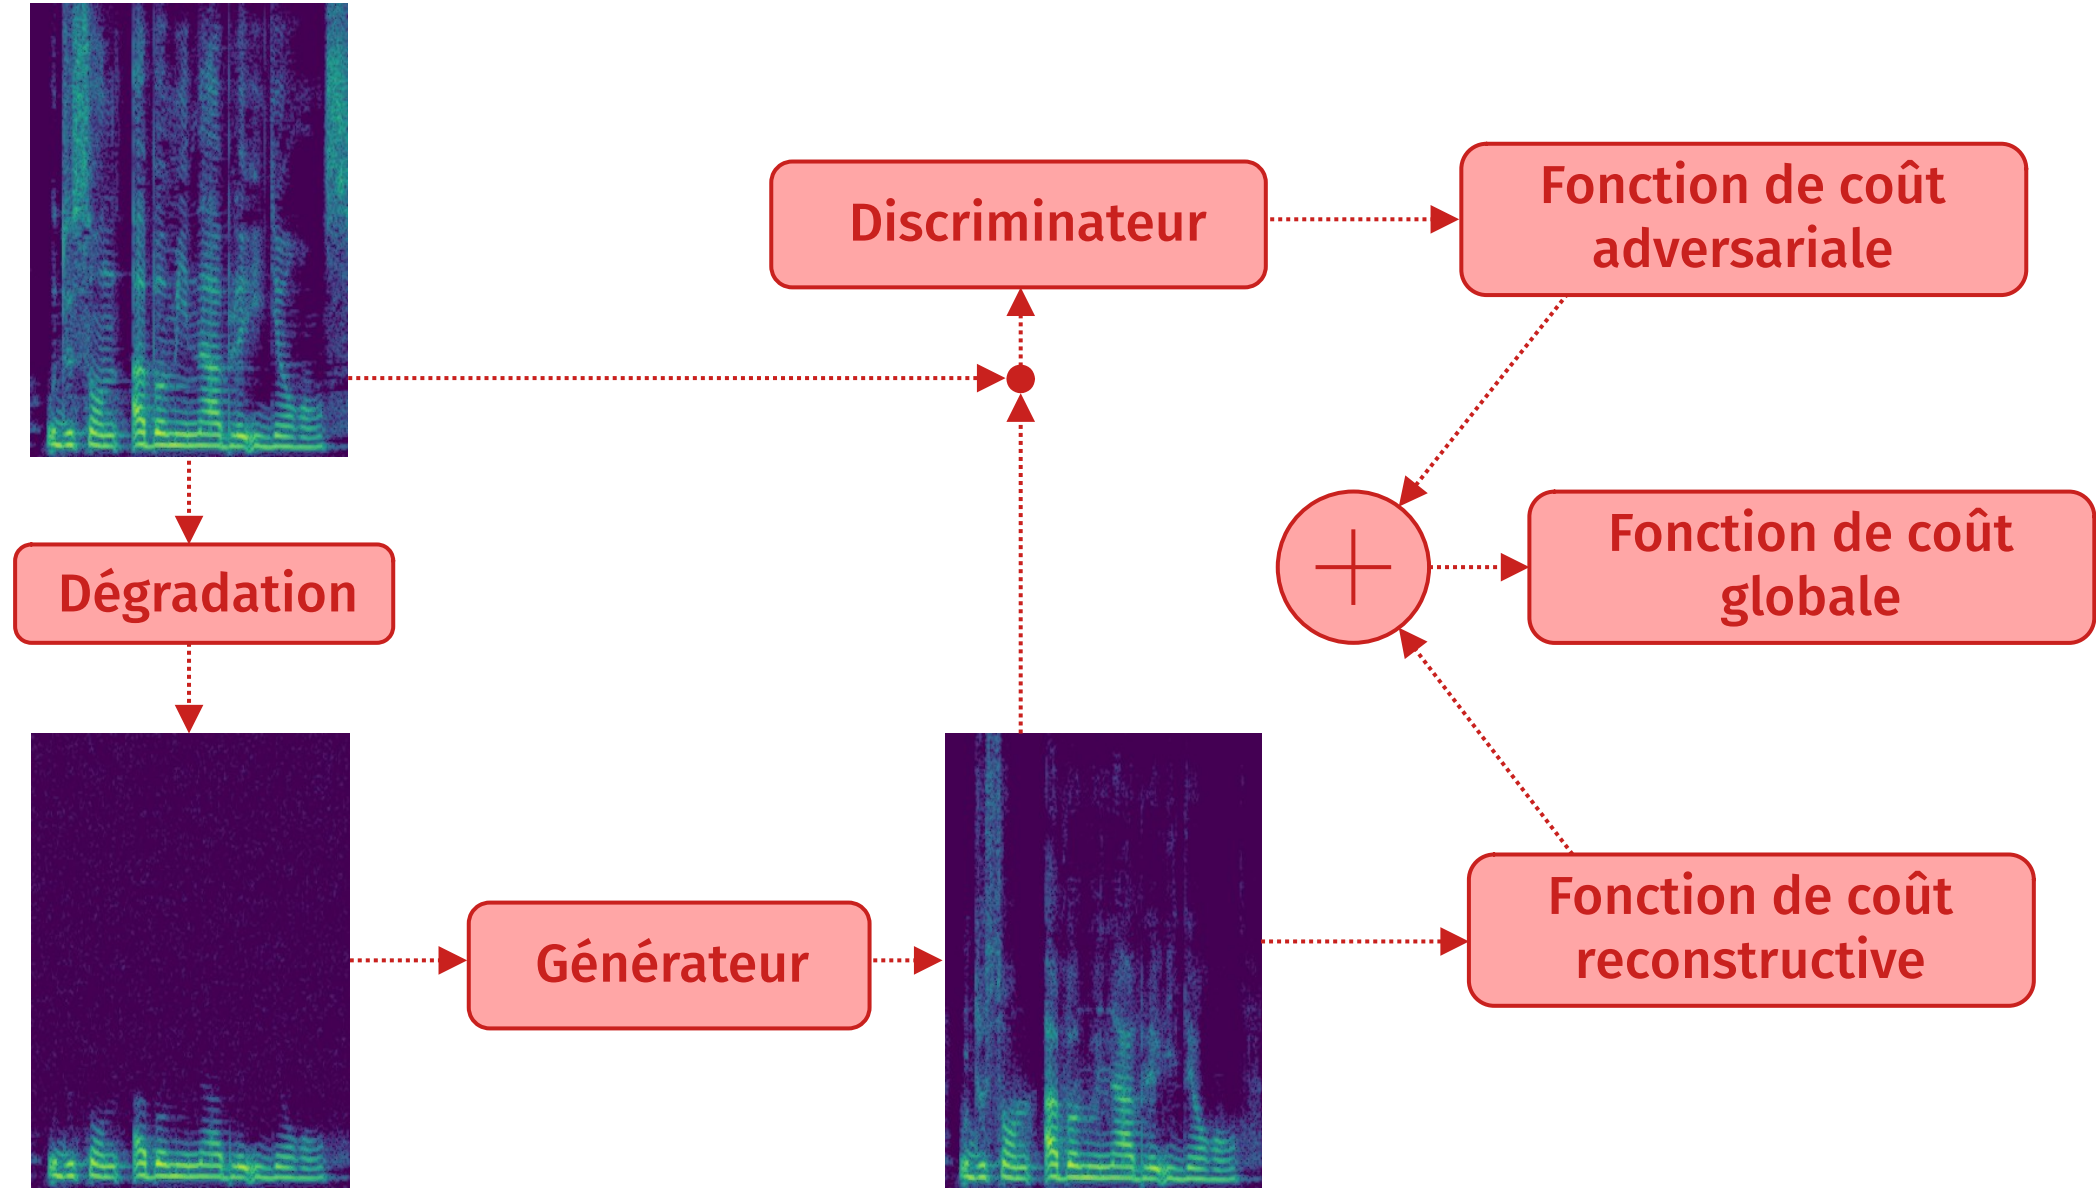 Discriminateur
Fonction de coût
adversariale
Dégradation
Fonction de coût
globale
Générateur
Fonction de coût
reconstructive